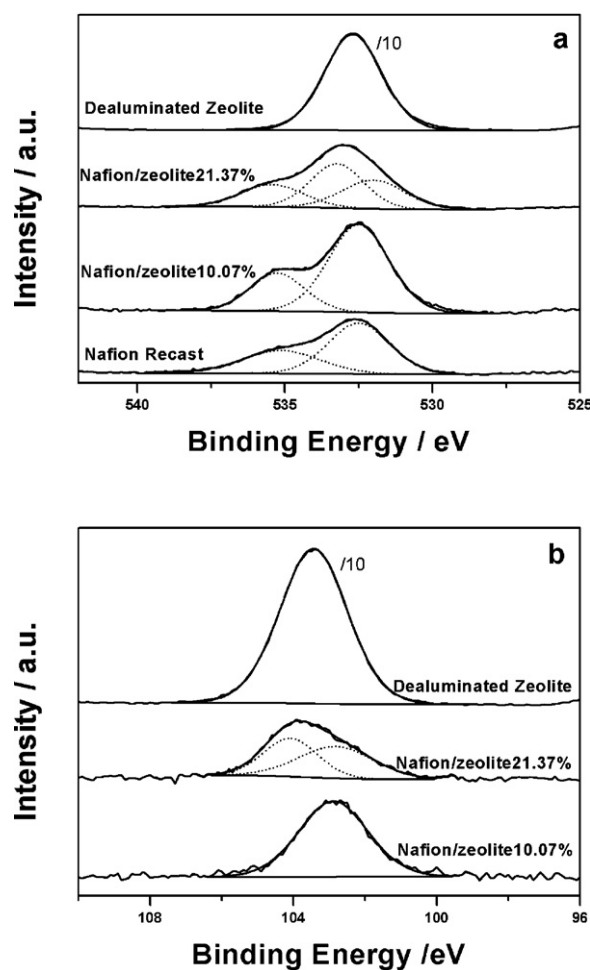 a
/10
Dealuminated Zeolite
Nafion/zeolite21.37%
Nafion/zeolite10.07%
Nafion Recast
Intensity / a.u.
540 535 530 525
Binding Energy / eV
b
/10
Dealuminated Zeolite
Nafion/zeolite21.37%
Nafion/zeolite10.07%
Intensity / a.u.
108 104 100 96
Binding Energy /eV